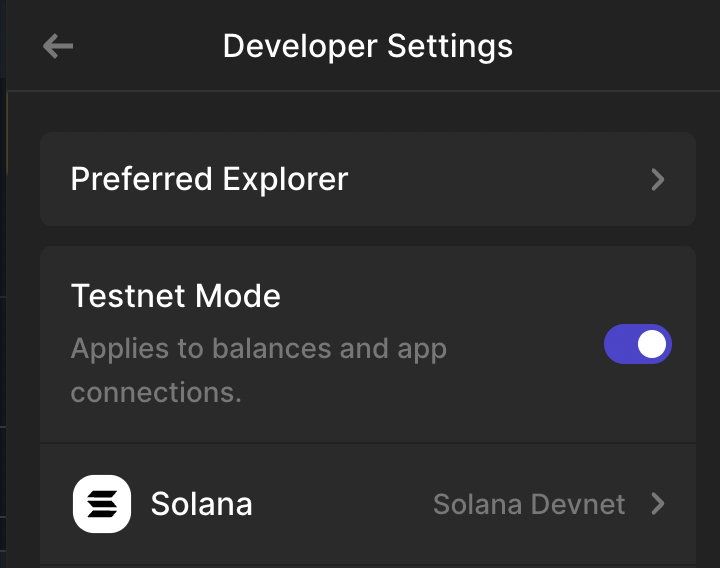 Developer Settings
Preferred Explorer
Testnet Mode
Applies to balances and app
connections.
Solana
Solana Devnet